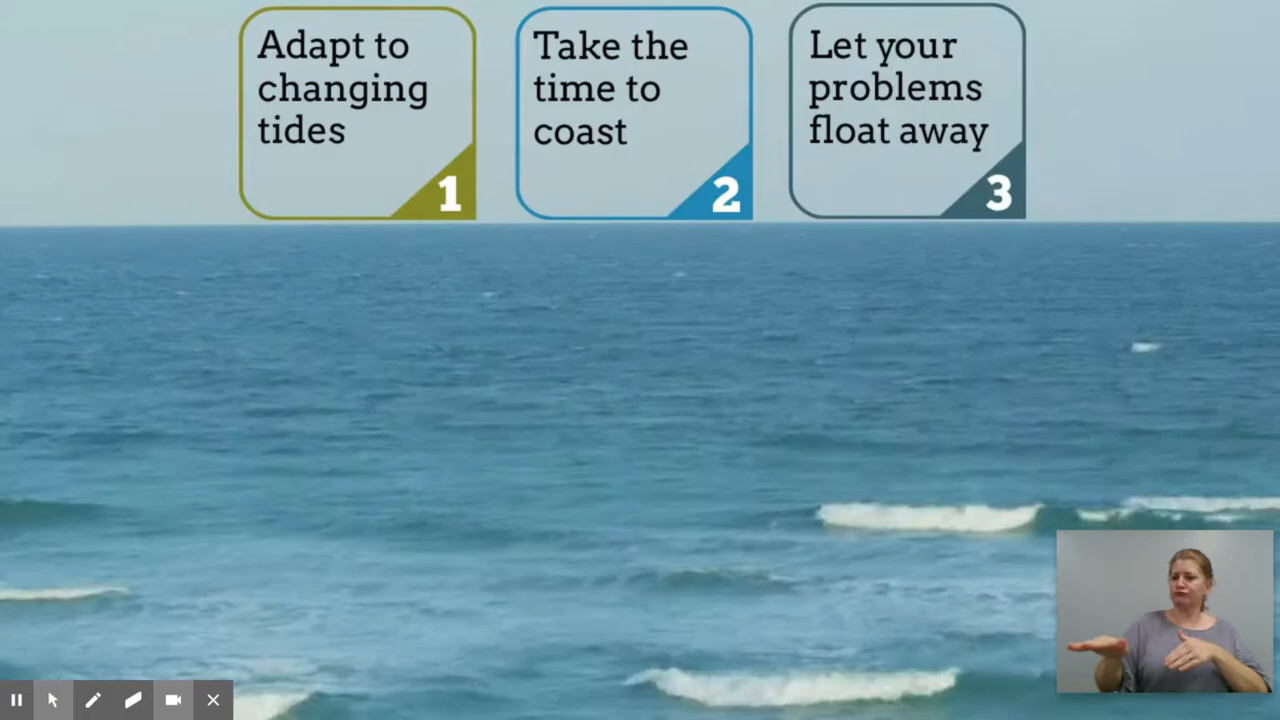 Adapt to
changing
tides
1
Take the
time to
coast
2
Let your
problems
float away
3